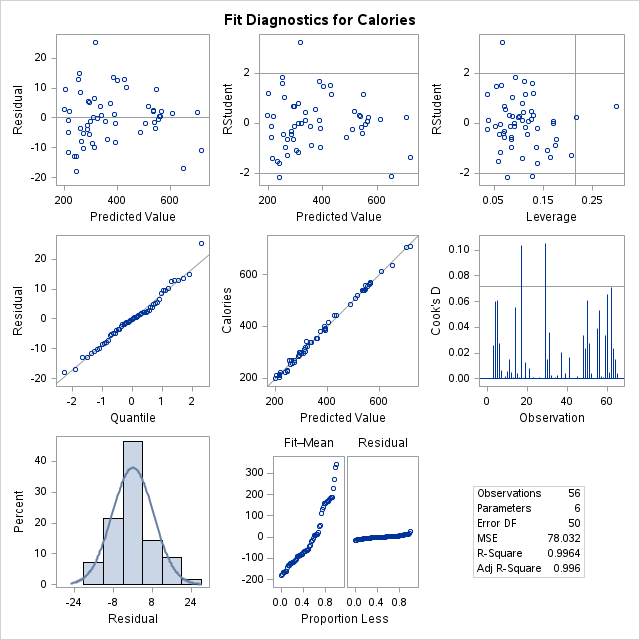 Fit Diagnostics for Calories
20
10
0
-10
-20
Residual
200 400 600
Predicted Value
2
0
-2
RStudent
200 400 600
Predicted Value
2
0
-2
RStudent
0.05 0.15 0.25
Leverage
20
10
0
-10
-20
Residual
-2 -1 0 1 2
Quantile
600
400
200
Calories
200 400 600
Predicted Value
0.10
0.08
0.06
0.04
0.02
0.00
Cook's D
0 20 40 60
Observation
40
30
20
10
0
Percent
-24 -8 8 24
Residual
Fit–Mean Residual
300
200
100
0
-100
-200
0.0 0.4 0.8 0.0 0.4 0.8
Proportion Less
Observations 56
Parameters 6
Error DF 50
MSE 78.032
R-Square 0.9964
Adj R-Square 0.996